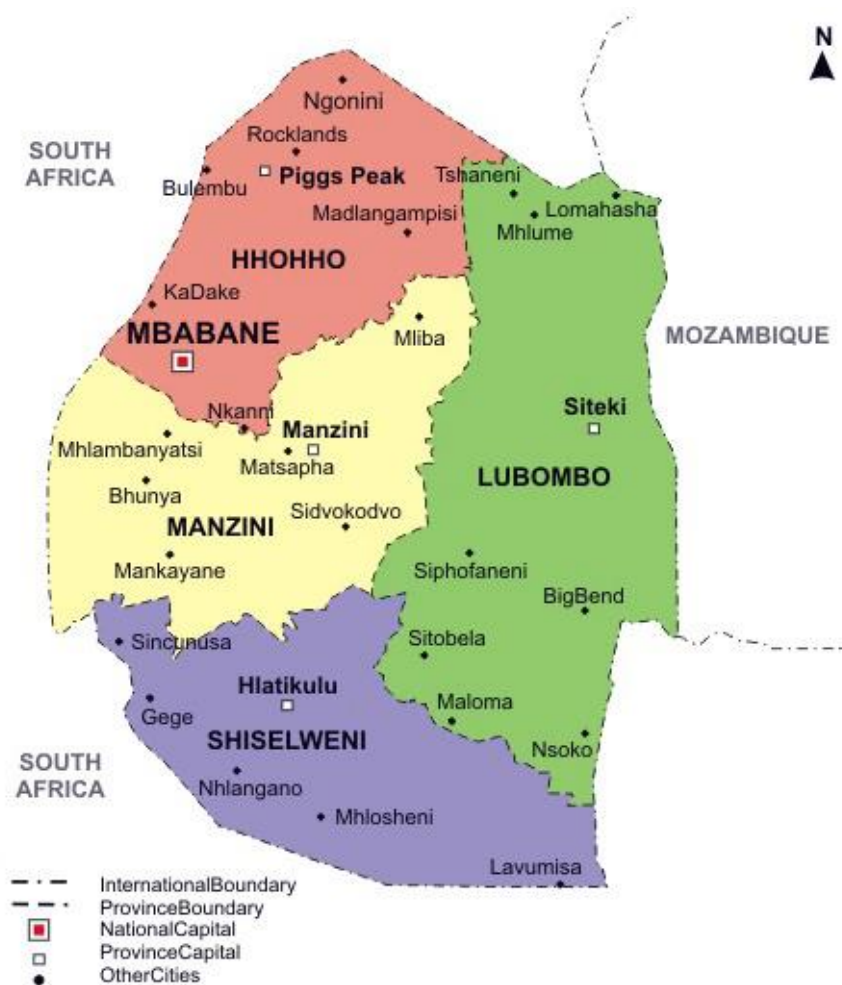 N
Ngonini
Rocklands
SOUTH
AFRICA
Bulembu
Piggs Peak
Tshaneni
Lomahasha
Mhlume
Madlangampisi
HHOHHO
KaDake
MBABANE
Mliba
MOZAMBIQUE
Siteki
Nkanni
Manzini
Mhlambanyatsi
Matsapha
LUBOMBO
Bhunya
Sidvokodvo
MANZINI
Mankayane
Siphofaneni
BigBend
Sincunusa
Sitobela
Hlatikulu
Gege
Maloma
SHISELWENI
Nsoko
SOUTH
AFRICA
Nhlangano
Mhlosheni
Lavumisa
InternationalBoundary
ProvinceBoundary
NationalCapital
ProvinceCapital
OtherCities